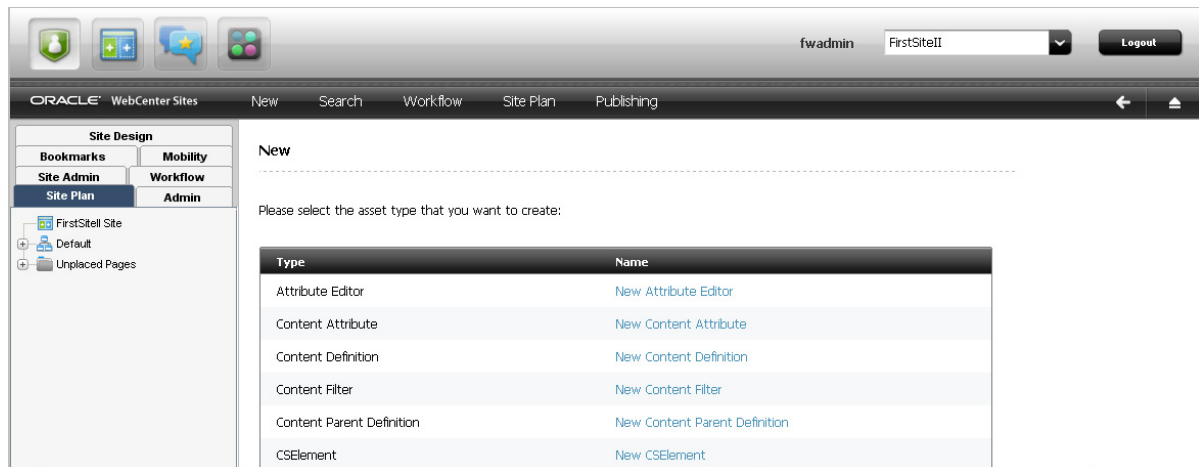 fwadmin FirstSiteII Logout
ORACLE WebCenter Sites New Search Workflow Site Plan Publishing
Site Design
Bookmarks Mobility
Site Admin Workflow
Site Plan Admin
FirstSiteII Site
Default
Unplaced Pages
New
Please select the asset type that you want to create:
Type Name
Attribute Editor New Attribute Editor
Content Attribute New Content Attribute
Content Definition New Content Definition
Content Filter New Content Filter
Content Parent Definition New Content Parent Definition
CSElement New CSElement